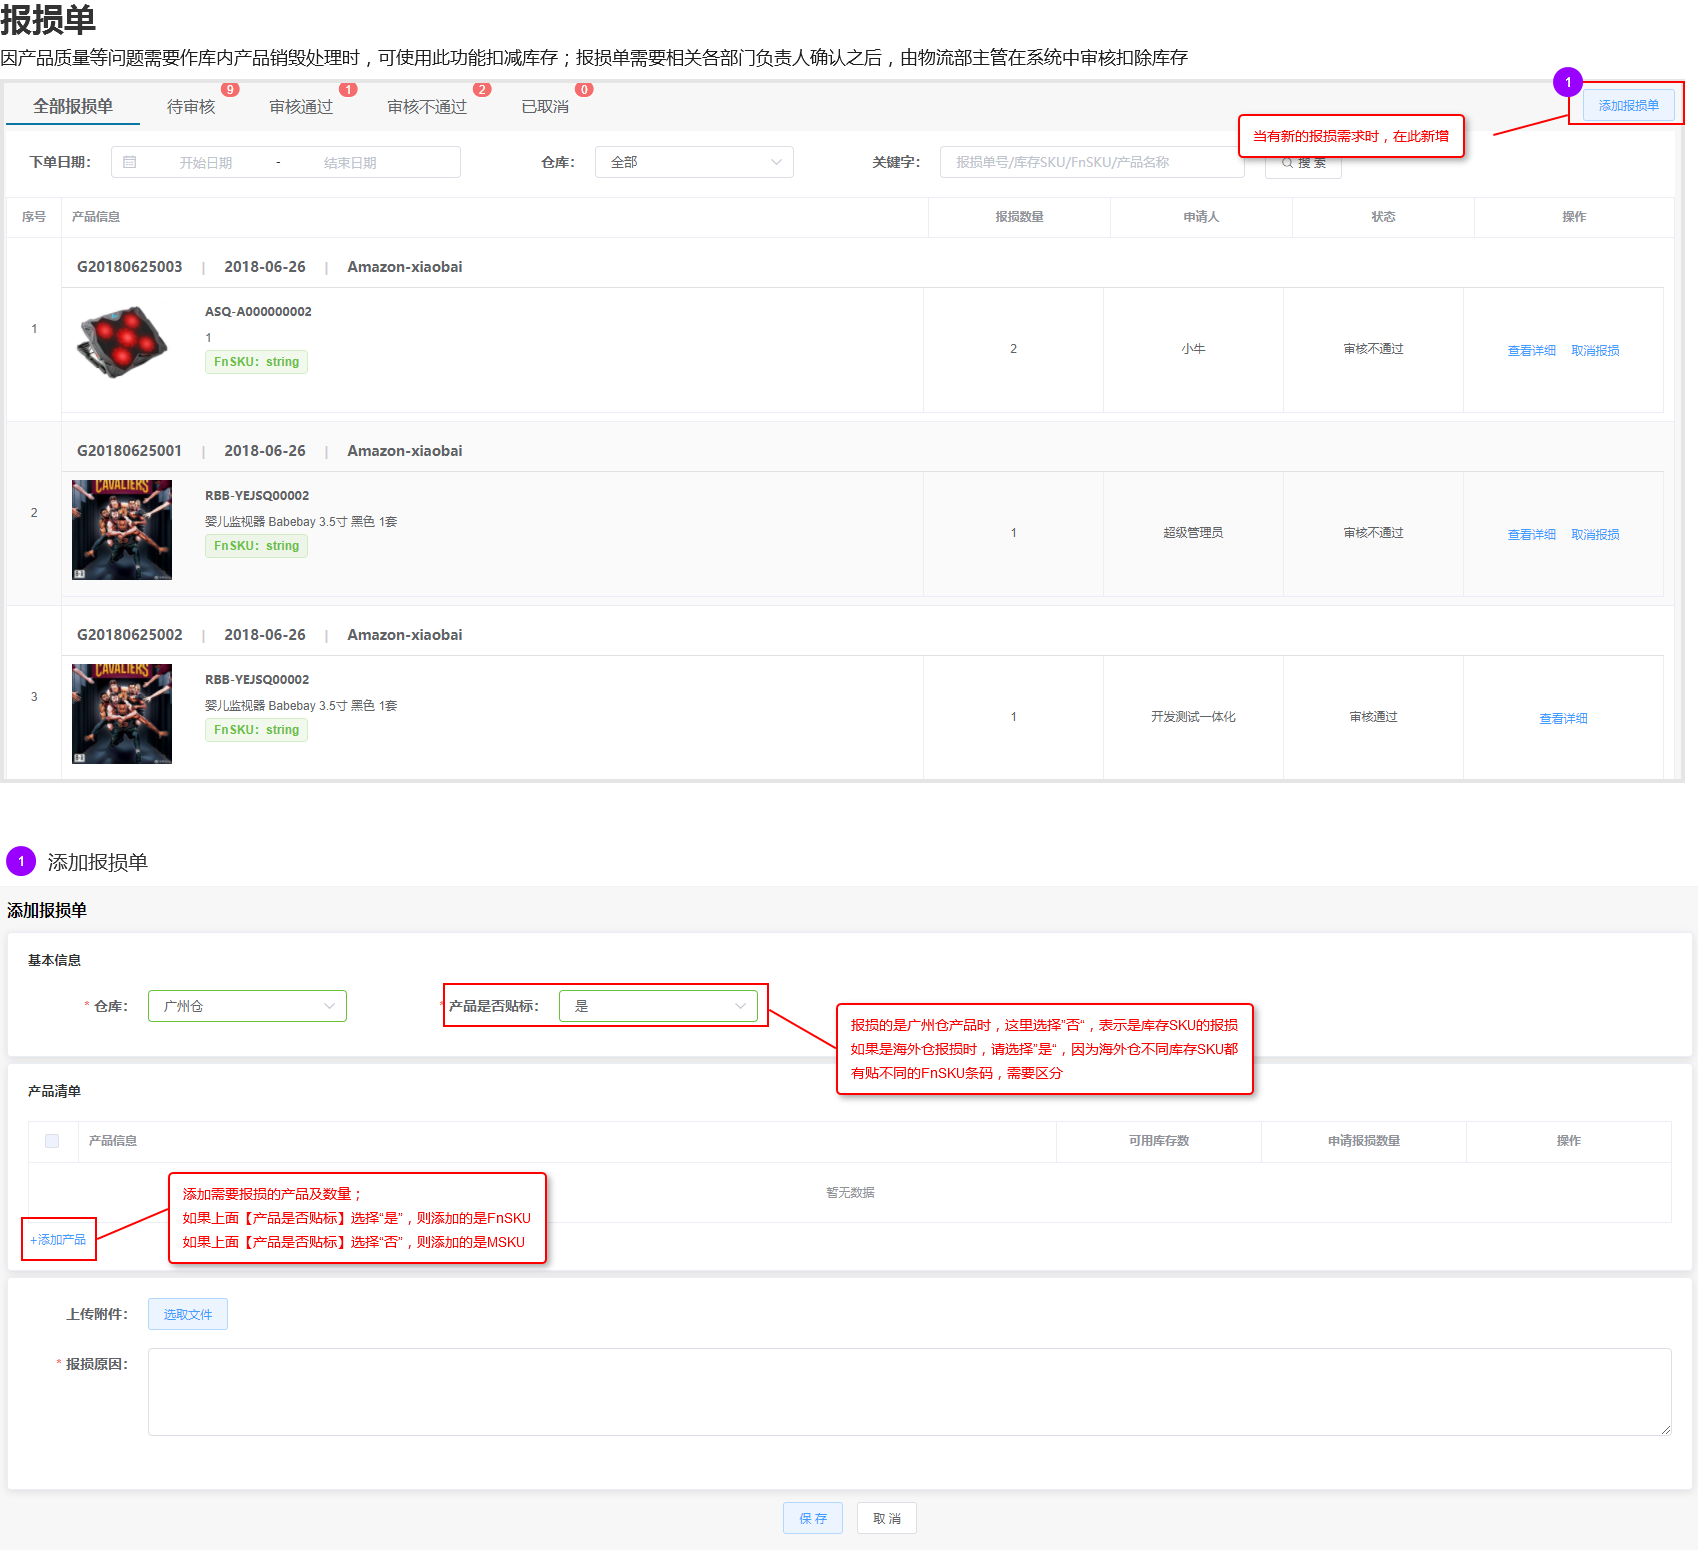 报损单
因产品质量等问题需要作库内产品销毁处理时，可使用此功能扣减库存；报损单需要相关各部门负责人确认之后，由物流部主管在系统中审核扣除库存
全部报损单 待审核 9 审核通过 1 审核不通过 2 已取消 0
1
添加报损单
当有新的报损需求时，在此新增
下单日期： 开始日期 - 结束日期 仓库： 全部 关键字： 报损单号/库存SKU/FnSKU/产品名称 搜 索
序号 产品信息 报损数量 申请人 状态 操作
G20180625003 | 2018-06-26 | Amazon-xiaobai
1
ASQ-A000000002
1
FnSKU：string
2 小牛 审核不通过 查看详细 取消报损
G20180625001 | 2018-06-26 | Amazon-xiaobai
2
CAVALIERS
RBB-YEJSQ00002
婴儿监视器 Babebay 3.5寸 黑色 1套
FnSKU：string
1 超级管理员 审核不通过 查看详细 取消报损
G20180625002 | 2018-06-26 | Amazon-xiaobai
3
CAVALIERS
RBB-YEJSQ00002
婴儿监视器 Babebay 3.5寸 黑色 1套
FnSKU：string
1 开发测试一体化 审核通过 查看详细
1 添加报损单
添加报损单
基本信息
* 仓库： 广州仓 * 产品是否贴标： 是
报损的是广州仓产品时，这里选择”否“，表示是库存SKU的报损
如果是海外仓报损时，请选择”是“，因为海外仓不同库存SKU都
有贴不同的FnSKU条码，需要区分
产品清单
产品信息 可用库存数 申请报损数量 操作
暂无数据
添加需要报损的产品及数量；
如果上面【产品是否贴标】选择“是”，则添加的是FnSKU
如果上面【产品是否贴标】选择“否”，则添加的是MSKU
+添加产品
上传附件： 选取文件
* 报损原因：
保 存 取 消